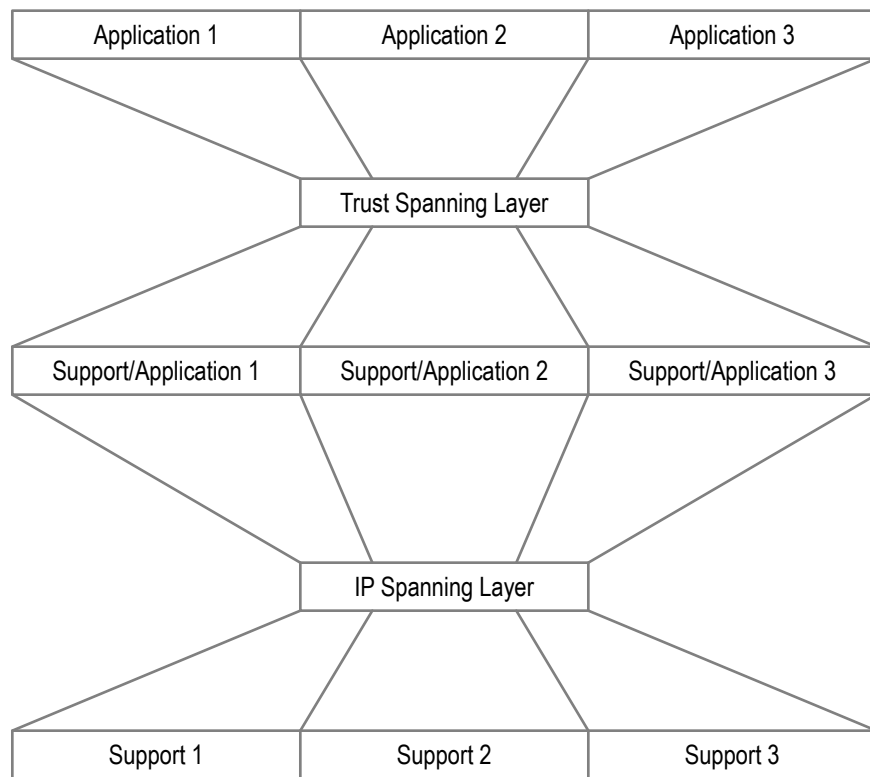 Application 1
Application 2
Application 3
Trust Spanning Layer
Support/Application 1
Support/Application 2
Support/Application 3
IP Spanning Layer
Support 1
Support 2
Support 3